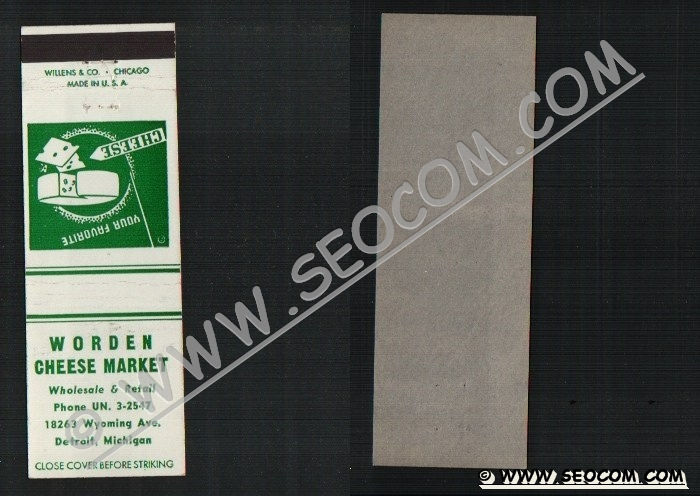 WILLENS & CO. · CHICAGO
MADE IN U. S. A.
CHEESE
YOUR FAVORITE
WORDEN
CHEESE MARKET
Wholesale & Retail
Phone UN. 3-2547
18263 Wyoming Ave.
Detroit, Michigan
CLOSE COVER BEFORE STRIKING
© WWW.SEOCOM.COM
© WWW.SEOCOM.COM